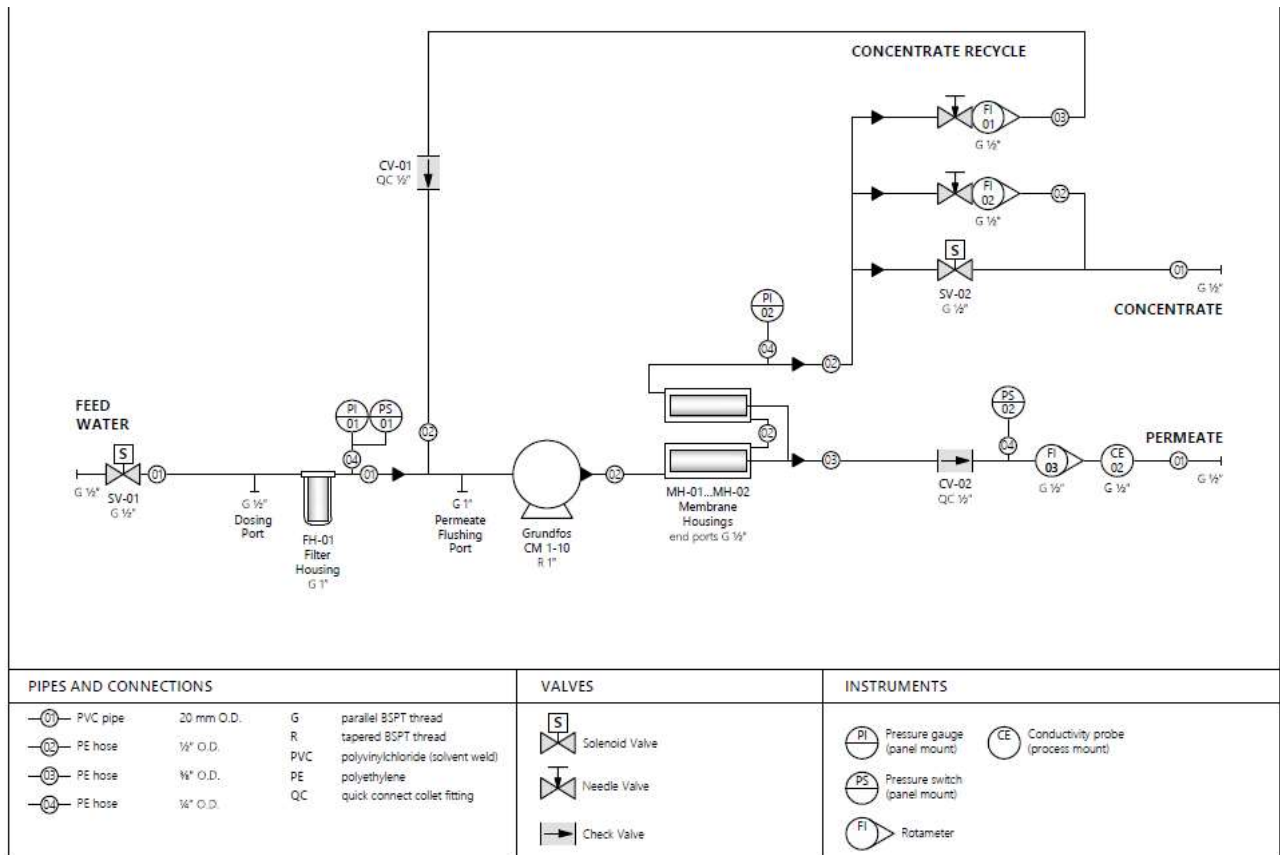 CONCENTRATE RECYCLE
FI
01
03
G ½"
CV-01
QC ½"
FI
02
02
G ½"
S
SV-02
G ½"
01
G ½"
CONCENTRATE
PI
02
04
02
FEED
WATER
S
G ½"
SV-01
G ½"
01
G ½"
Dosing
Port
FH-01
Filter
Housing
G 1"
PI
01
PS
01
04
01
02
G 1"
Permeate
Flushing
Port
Grundfos
CM 1-10
R 1"
02
02
MH-01...MH-02
Membrane
Housings
end ports G ½"
03
CV-02
QC ½"
PS
02
04
FI
03
G ½"
CE
02
G ½"
PERMEATE
01
G ½"
PIPES AND CONNECTIONS
01 PVC pipe 20 mm O.D.
02 PE hose ½" O.D.
03 PE hose ⅜" O.D.
04 PE hose ¼" O.D.
G parallel BSPT thread
R tapered BSPT thread
PVC polyvinylchloride (solvent weld)
PE polyethylene
QC quick connect collet fitting
VALVES
S
Solenoid Valve
Needle Valve
Check Valve
INSTRUMENTS
PI Pressure gauge
(panel mount)
PS Pressure switch
(panel mount)
FI Rotameter
CE Conductivity probe
(process mount)